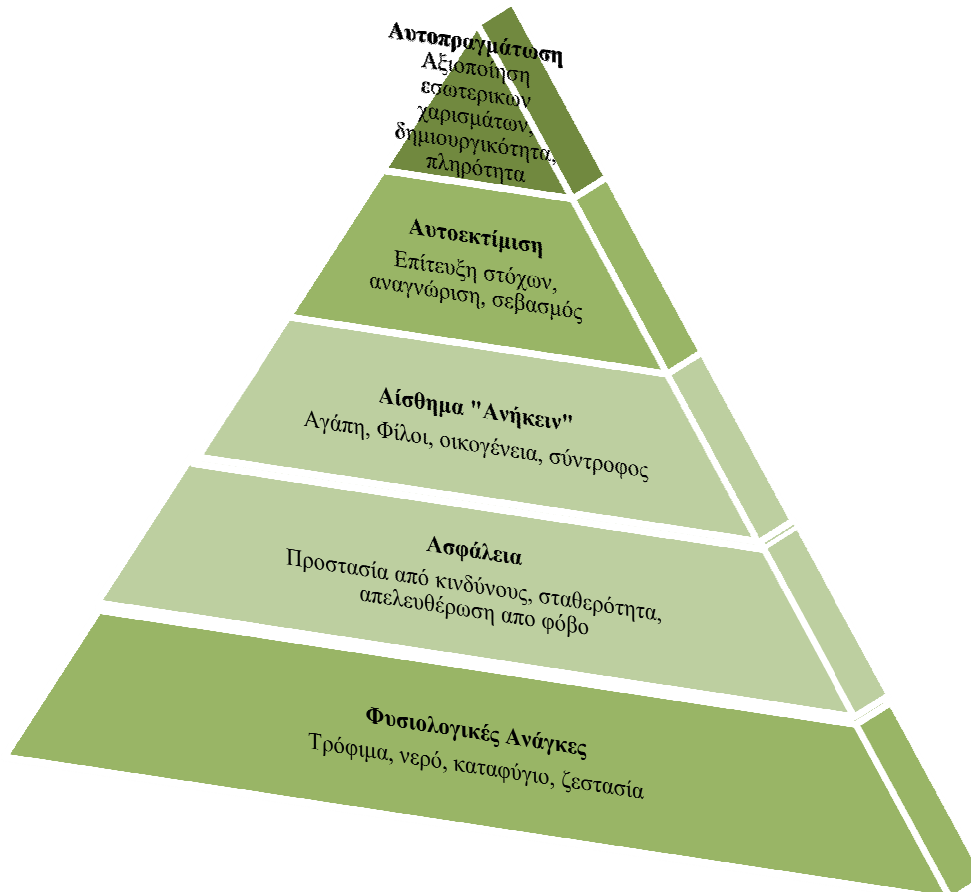 Αυτοπραγμάτωση
Αξιοποίηση
εσωτερικών
χαρισμάτων,
δημιουργικότητα,
πληρότητα
Αυτοεκτίμιση
Επίτευξη στόχων,
αναγνώριση, σεβασμός
Αίσθημα "Ανήκειν"
Αγάπη, Φίλοι, οικογένεια, σύντροφος
Ασφάλεια
Προστασία από κινδύνους, σταθερότητα,
απελευθέρωση απο φόβο
Φυσιολογικές Ανάγκες
Τρόφιμα, νερό, καταφύγιο, ζεστασία